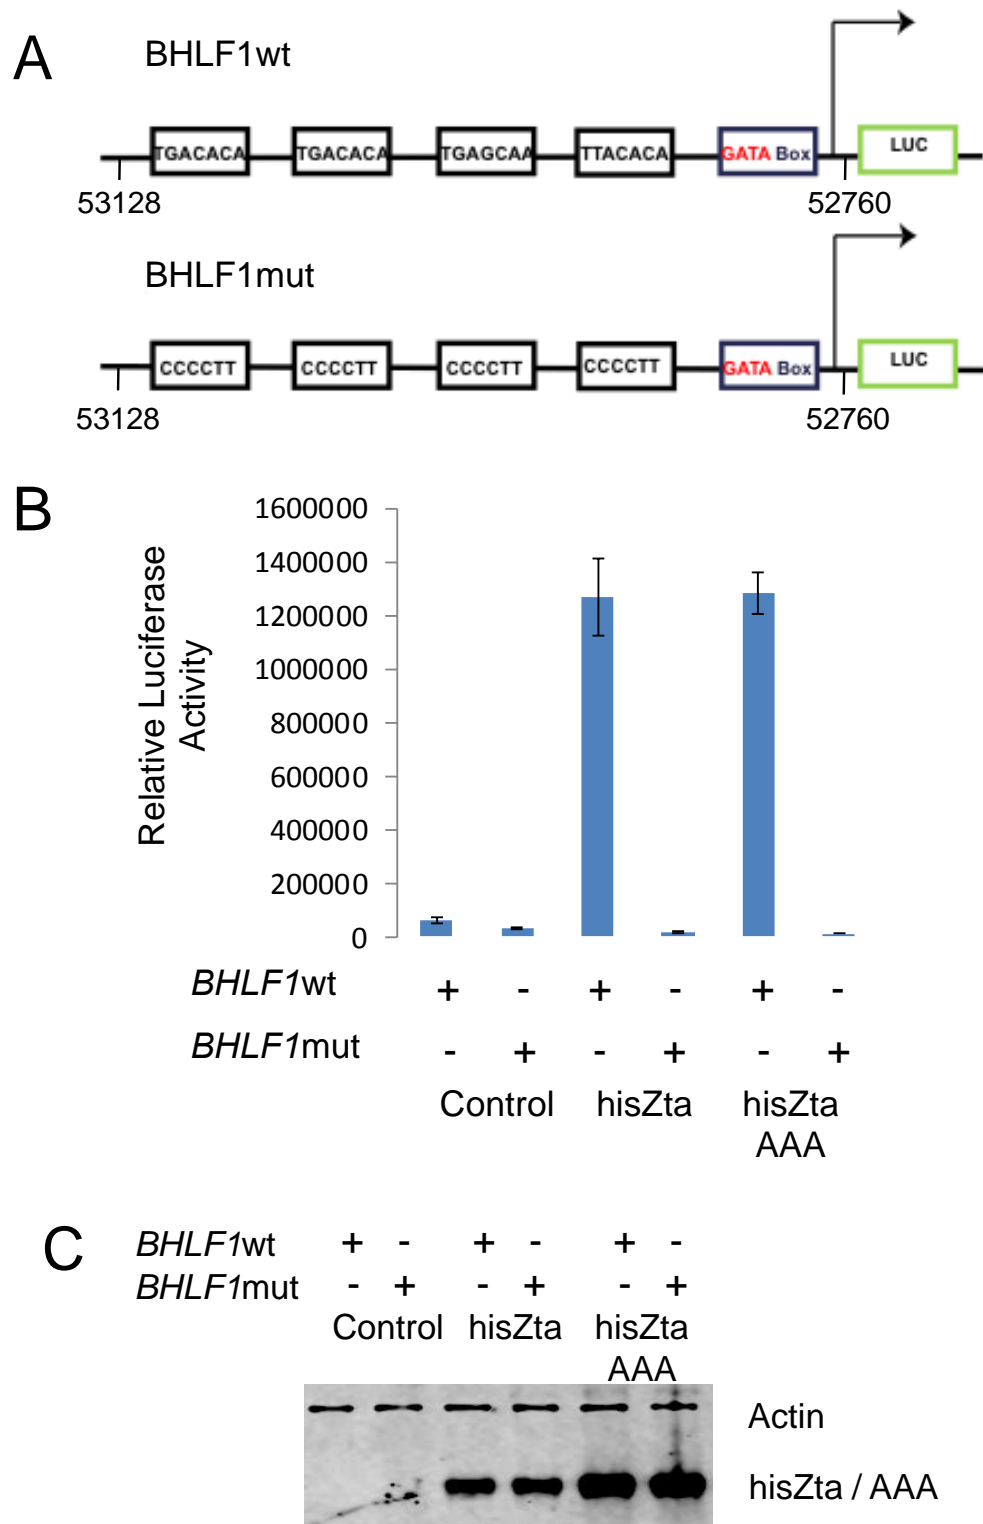 A
BHLF1wt
TGACACA TGACACA TGAGCAA TTACACA GATA Box LUC
53128 52760
BHLF1mut
CCCCTT CCCCTT CCCCTT CCCCTT GATA Box LUC
53128 52760
B
Relative Luciferase
Activity
1600000
1400000
1200000
1000000
800000
600000
400000
200000
0
BHLF1wt + - + - + -
BHLF1mut - + - + - +
Control hisZta hisZta
AAA
C
BHLF1wt + - + - + -
BHLF1mut - + - + - +
Control hisZta hisZta
AAA
Actin
hisZta / AAA